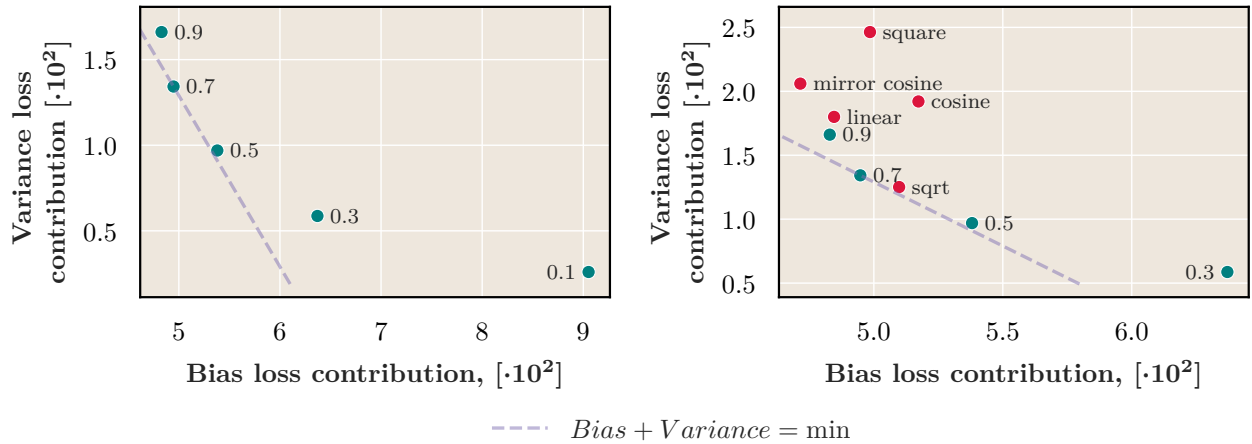 Variance loss
contribution [·10²]
1.5
1.0
0.5
0.9
0.7
0.5
0.3
0.1
5 6 7 8 9
Bias loss contribution, [·10²]
Variance loss
contribution [·10²]
2.5
2.0
1.5
1.0
0.5
square
mirror cosine
cosine
linear
0.9
0.7
sqrt
0.5
0.3
5.0 5.5 6.0
Bias loss contribution, [·10²]
Bias + Variance = min